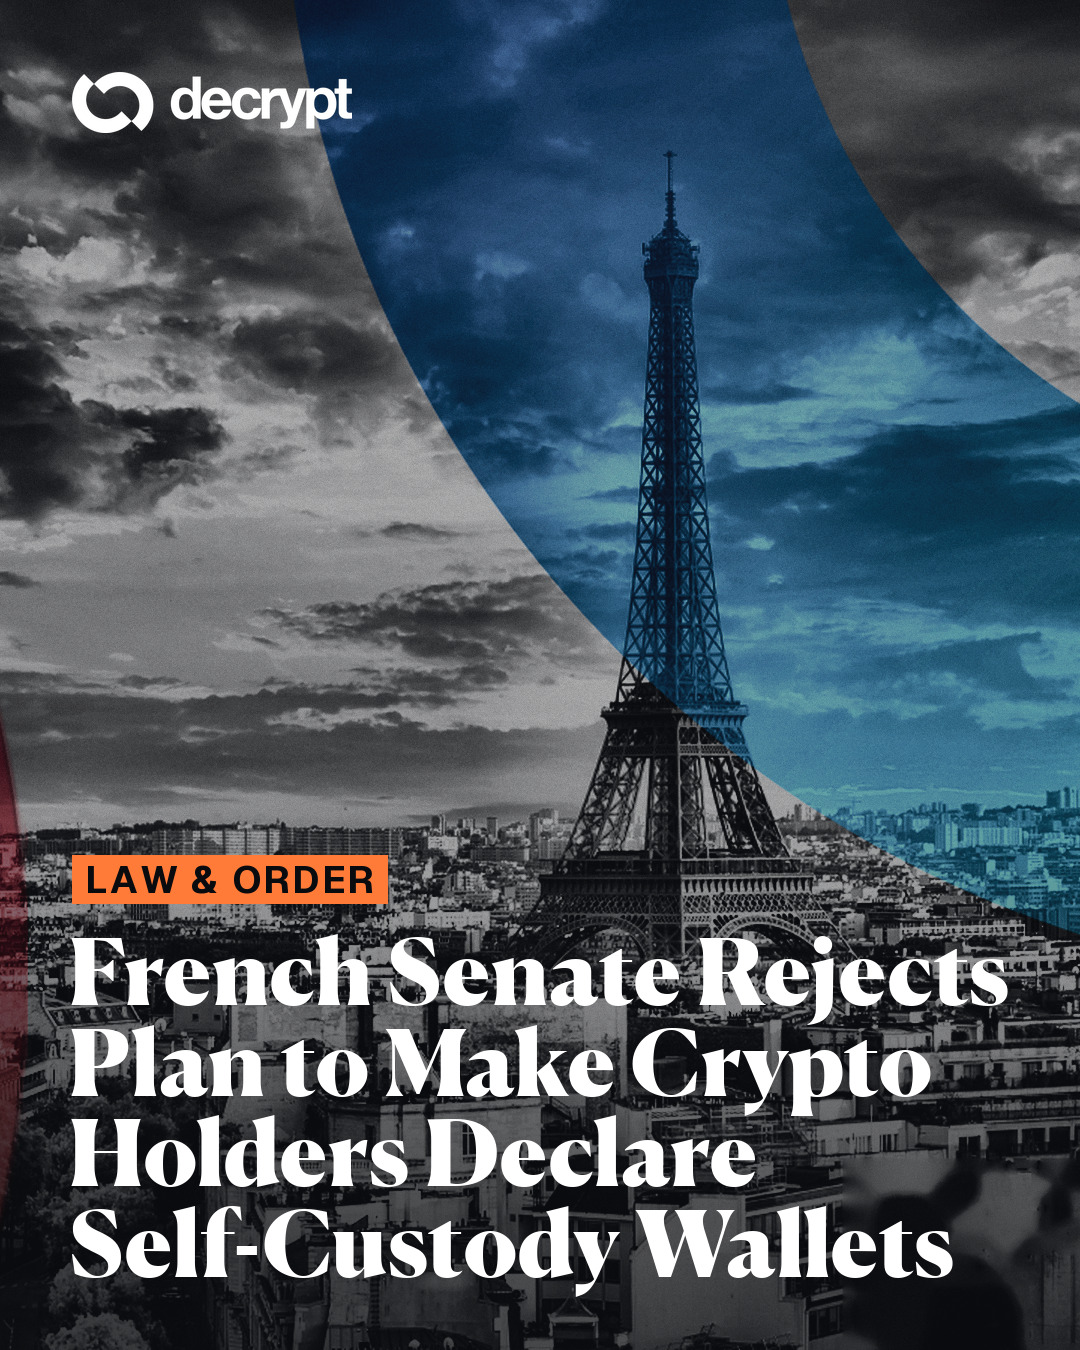 decrypt
LAW & ORDER
French Senate Rejects
Plan to Make Crypto
Holders Declare
Self-Custody Wallets